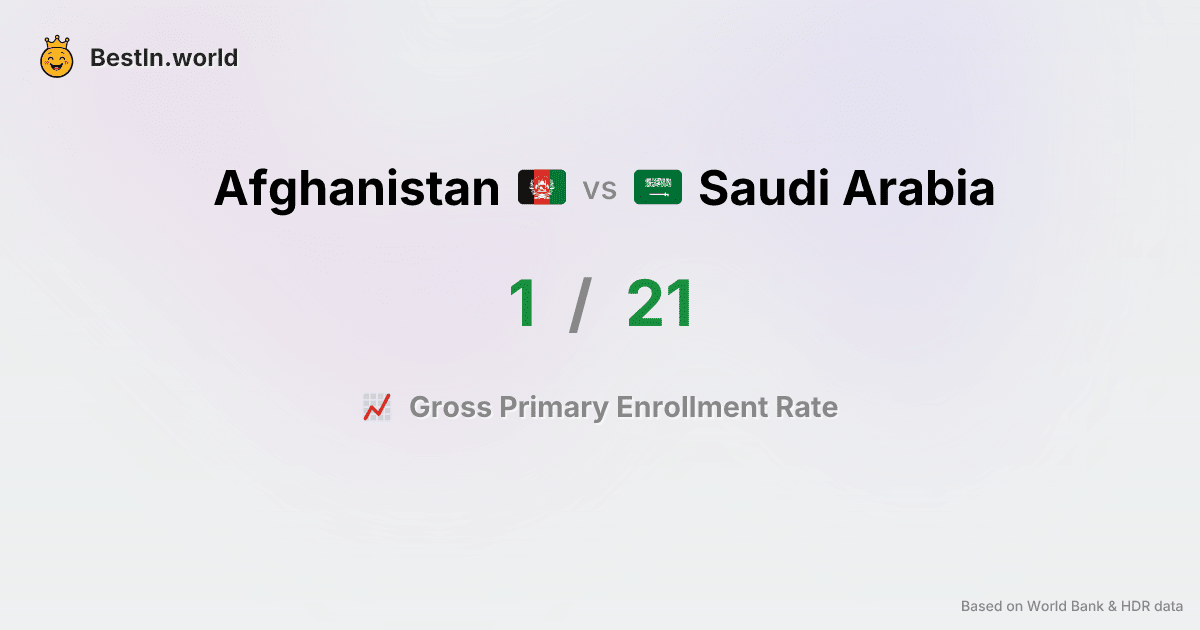 BestIn.world
Afghanistan vs Saudi Arabia
1 / 21
Gross Primary Enrollment Rate
Based on World Bank & HDR data